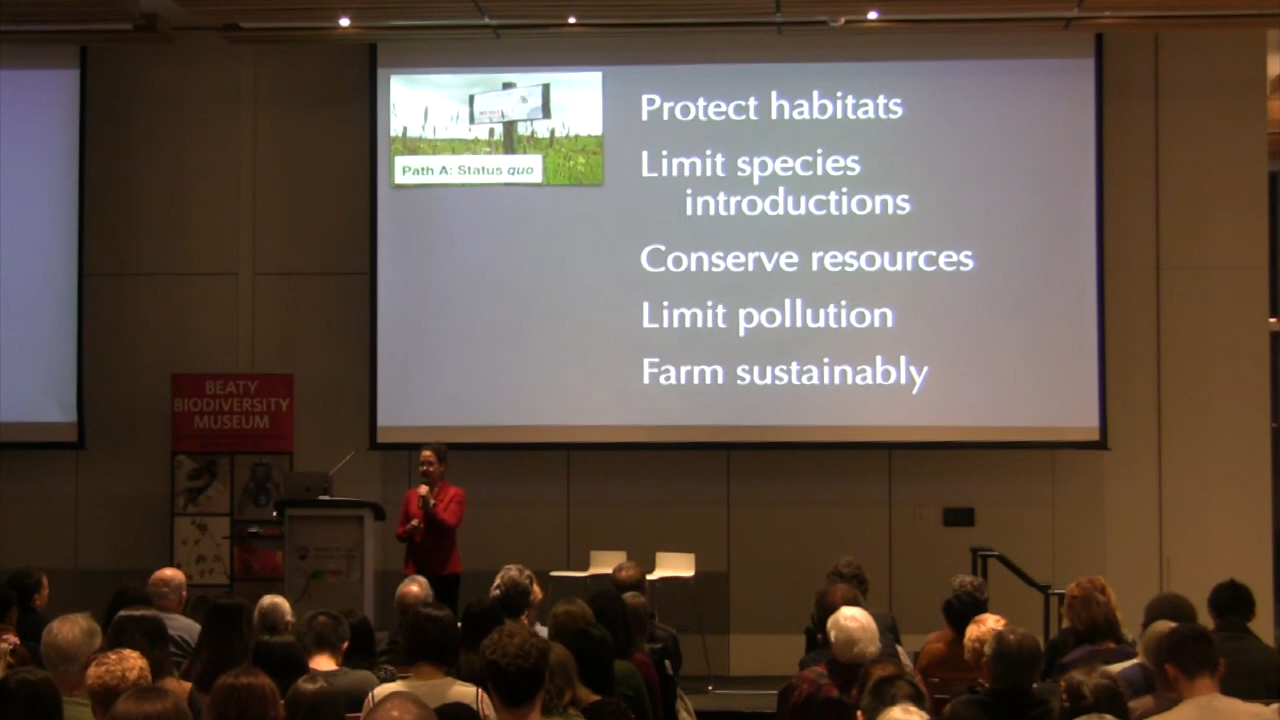 Protect habitats
Limit species
introductions
Conserve resources
Limit pollution
Farm sustainably
Path A: Status quo
BEATY
BIODIVERSITY
MUSEUM